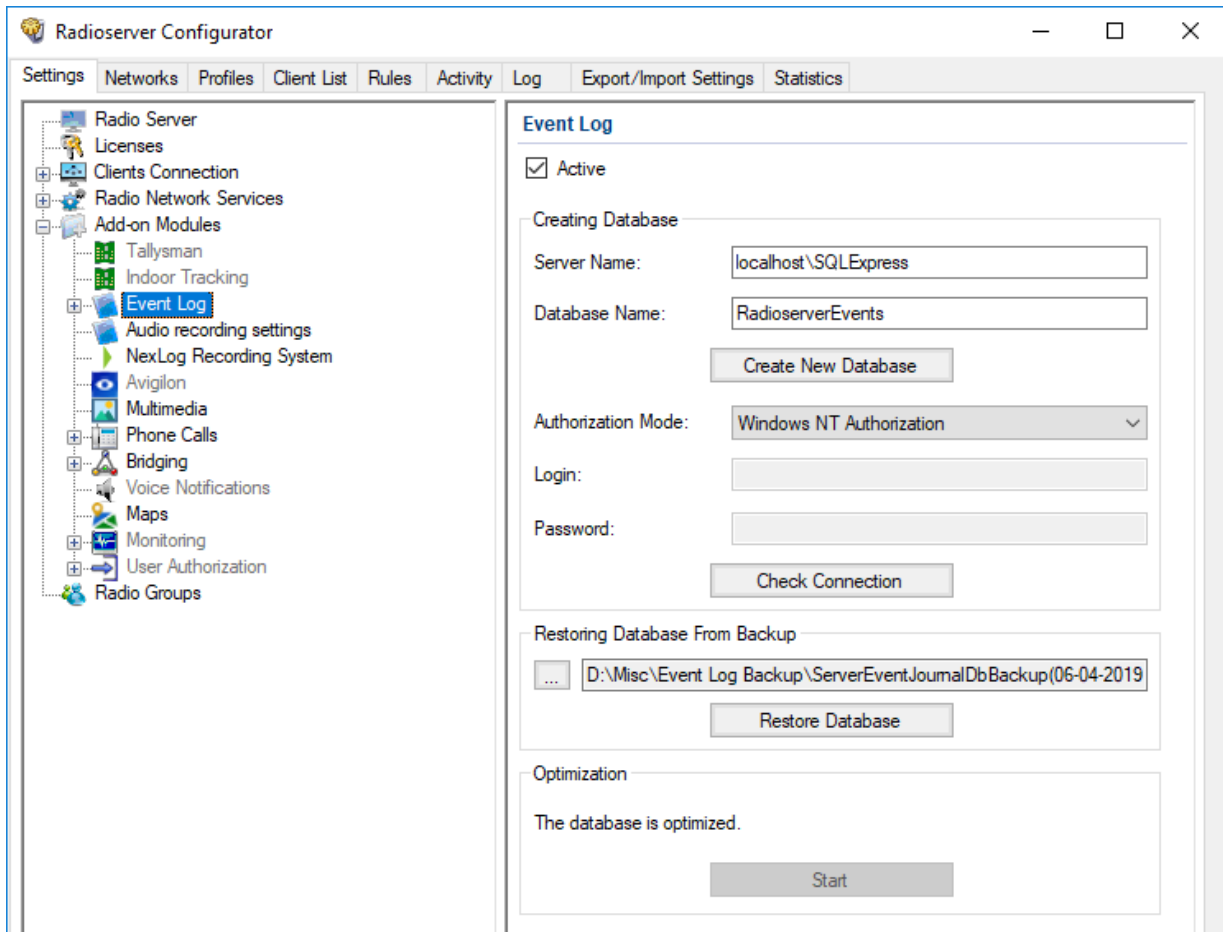 Radioserver Configurator
Settings Networks Profiles Client List Rules Activity Log Export/Import Settings Statistics
Radio Server
Licenses
Clients Connection
Radio Network Services
Add-on Modules
Tallysman
Indoor Tracking
Event Log
Audio recording settings
NexLog Recording System
Avigilon
Multimedia
Phone Calls
Bridging
Voice Notifications
Maps
Monitoring
User Authorization
Radio Groups
Event Log
Active
Creating Database
Server Name: localhost\SQLExpress
Database Name: RadioserverEvents
Create New Database
Authorization Mode: Windows NT Authorization
Login:
Password:
Check Connection
Restoring Database From Backup
... D:\Misc\Event Log Backup\ServerEventJournalDbBackup(06-04-2019
Restore Database
Optimization
The database is optimized.
Start